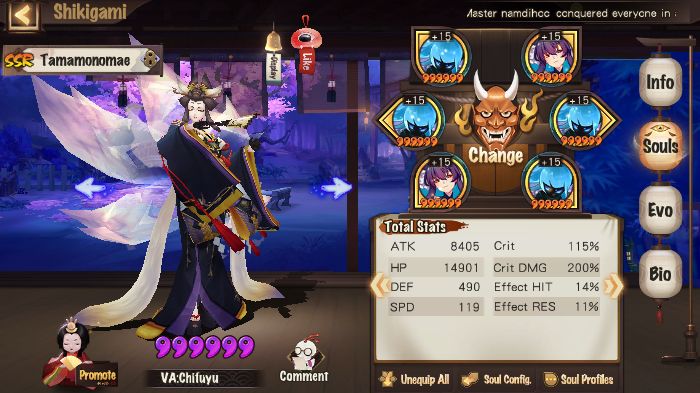 Shikigami
Master namdihoc conquered everyone in a
SSR Tamamonomae
Display
Like
+15
999999
+15
999999
+15
999999
+15
999999
+15
999999
+15
999999
Change
Info
Souls
Evo
Bio
Total Stats
ATK 8405 Crit 115%
HP 14901 Crit DMG 200%
DEF 490 Effect HIT 14%
SPD 119 Effect RES 11%
999999
Promote
VA:Chifuyu
Comment
Unequip All
Soul Config.
Soul Profiles